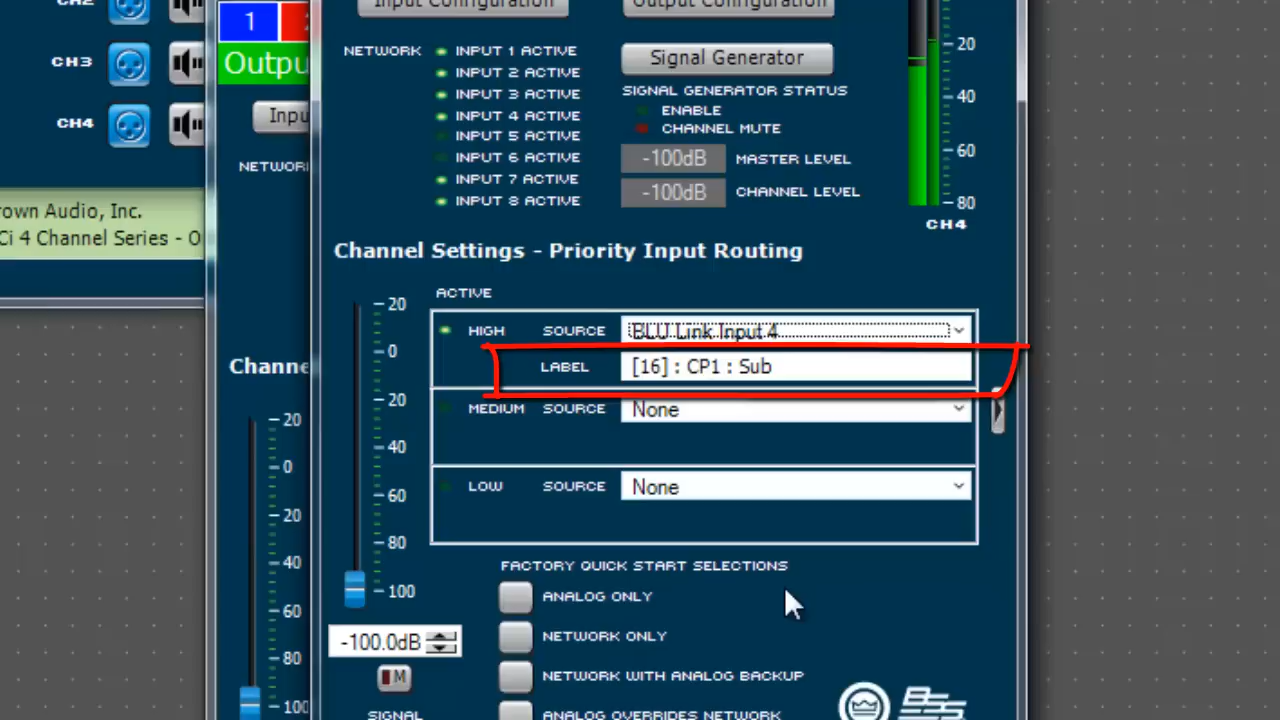 Input Configuration
Output Configuration
CH2
CH3
CH4
1
2
Outpu
Inpu
NETWOR
rown Audio, Inc.
Ci 4 Channel Series - O
NETWORK
INPUT 1 ACTIVE
INPUT 2 ACTIVE
INPUT 3 ACTIVE
INPUT 4 ACTIVE
INPUT 5 ACTIVE
INPUT 6 ACTIVE
INPUT 7 ACTIVE
INPUT 8 ACTIVE
Signal Generator
SIGNAL GENERATOR STATUS
ENABLE
CHANNEL MUTE
-100dB MASTER LEVEL
-100dB CHANNEL LEVEL
20
40
60
80
CH4
Channel Settings - Priority Input Routing
ACTIVE
HIGH SOURCE BLU Link Input 4
LABEL [16] : CP1 : Sub
MEDIUM SOURCE None
LOW SOURCE None
20
0
20
40
60
80
100
Channe
20
0
20
40
60
80
100
-100.0dB
M
SIGNAL
FACTORY QUICK START SELECTIONS
ANALOG ONLY
NETWORK ONLY
NETWORK WITH ANALOG BACKUP
ANALOG OVERRIDES NETWORK
BSS